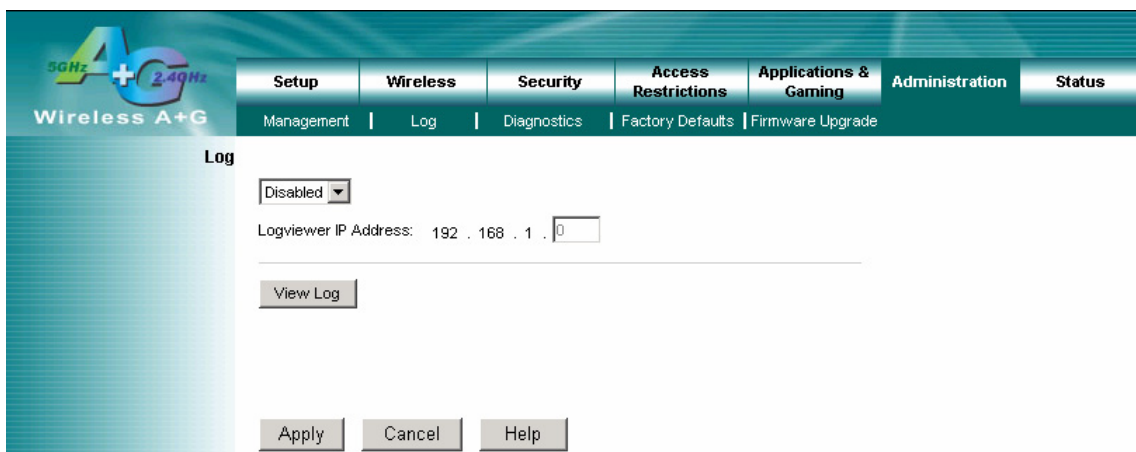 5GHz A+G 2.4GHz
Wireless A+G
Setup Wireless Security Access Restrictions Applications & Gaming Administration Status
Management | Log | Diagnostics | Factory Defaults | Firmware Upgrade
Log
Disabled
Logviewer IP Address: 192 . 168 . 1 . 0
View Log
Apply Cancel Help